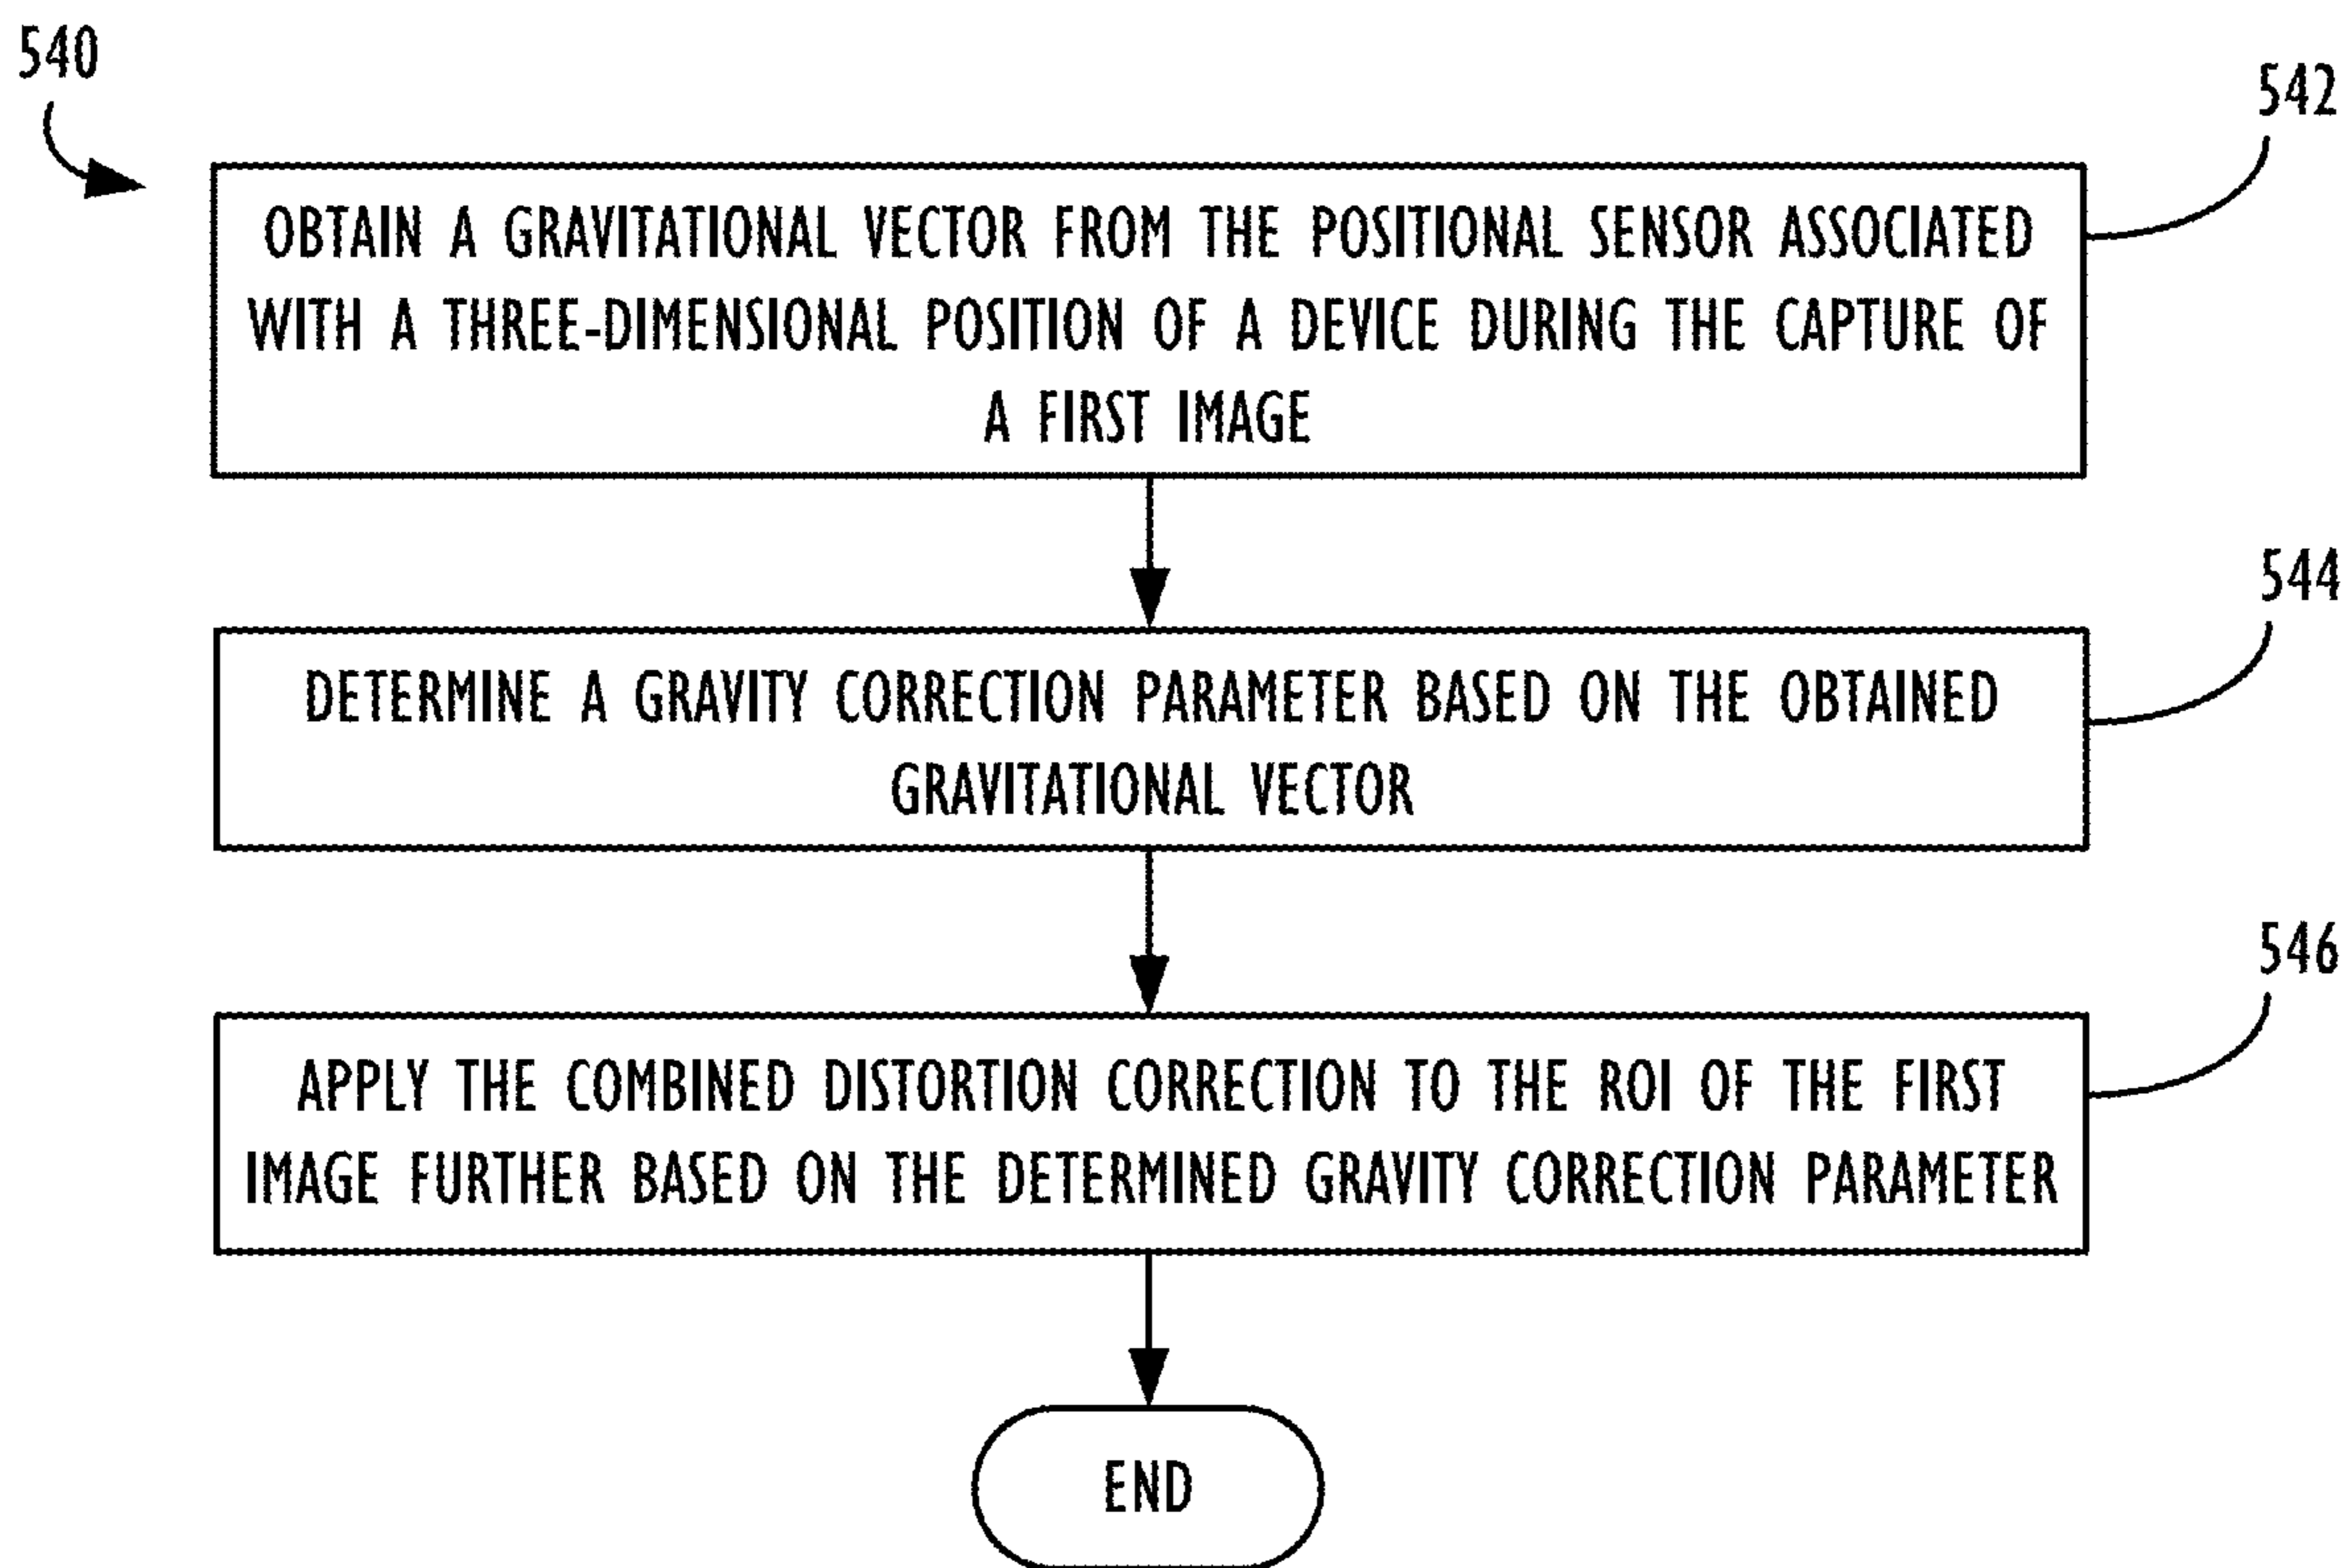 540
542
OBTAIN A GRAVITATIONAL VECTOR FROM THE POSITIONAL SENSOR ASSOCIATED
WITH A THREE-DIMENSIONAL POSITION OF A DEVICE DURING THE CAPTURE OF
A FIRST IMAGE
544
DETERMINE A GRAVITY CORRECTION PARAMETER BASED ON THE OBTAINED
GRAVITATIONAL VECTOR
546
APPLY THE COMBINED DISTORTION CORRECTION TO THE ROI OF THE FIRST
IMAGE FURTHER BASED ON THE DETERMINED GRAVITY CORRECTION PARAMETER
END